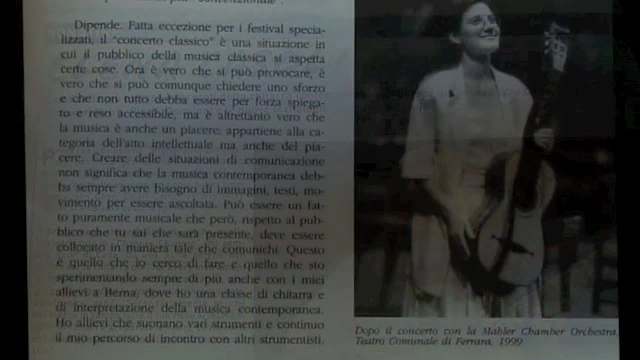 Dipende. Fatta eccezione per i festival specia-
lizzati, il "concerto classico" è una situazione in
cui il pubblico della musica classica si aspetta
certe cose. Ora è vero che si può provocare, è
vero che si può comunque chiedere uno sforzo
e che non tutto debba essere per forza spiega-
to e reso accessibile, ma è altrettanto vero che
la musica è anche un piacere, appartiene alla ca-
tegoria dell'atto intellettuale ma anche del pia-
cere. Creare delle situazioni di comunicazione
non significa che la musica contemporanea deb-
ba sempre avere bisogno di immagini, testi, mo-
vimento per essere ascoltata. Può essere un fat-
to puramente musicale che però, rispetto al pub-
blico che tu sai che sarà presente, deve essere
collocato in maniera tale che comunichi. Questo
è quello che io cerco di fare e quello che sto
sperimentando sempre di più anche con i miei
allievi a Berna, dove ho una classe di chitarra e
di interpretazione della musica contemporanea.
Ho allievi che suonano vari strumenti e continuo
il mio percorso di incontro con altri strumentisti.
Dopo il concerto con la Mahler Chamber Orchestra,
Teatro Comunale di Ferrara, 1999